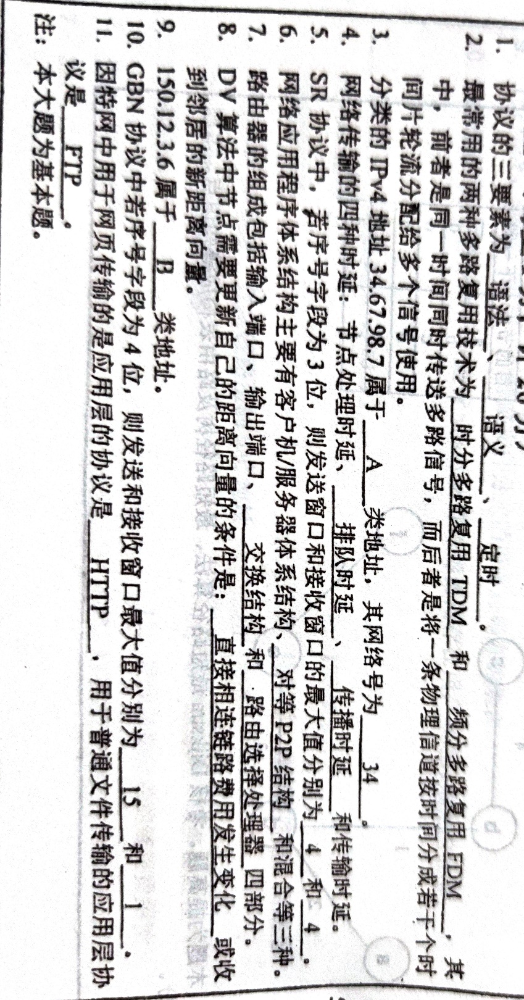 1. 协议的三要素为 语法 、 语义 、 定时 。
2. 最常用的两种多路复用技术为 时分多路复用 TDM 和 频分多路复用 FDM ，其
中，前者是同一时间同时传送多路信号，而后者是将一条物理信道按时间分成若干个时
间片轮流分配给多个信号使用。
3. 分类的 IPv4 地址 34.67.98.7 属于 A 类地址，其网络号为 34 。
4. 网络传输的四种时延：节点处理时延、 排队时延 、 传播时延 和传输时延。
5. SR 协议中，若序号字段为 3 位，则发送窗口和接收窗口的最大值分别为 4 和 4 。
6. 网络应用程序体系结构主要有客户机/服务器体系结构、 对等 P2P 结构 和混合等三种。
7. 路由器的组成包括输入端口、输出端口、 交换结构 和 路由选择处理器 四部分。
8. DV 算法中节点需要更新自己的距离向量的条件是： 直接相连链路费用发生变化 或收
到邻居的新距离向量。
9. 150.12.3.6 属于 B 类地址。
10. GBN 协议中若序号字段为 4 位，则发送和接收窗口最大值分别为 15 和 1 。
11. 因特网中用于网页传输的是应用层的协议是 HTTP ，用于普通文件传输的应用层协
议是 FTP 。
注：本大题为基本题。